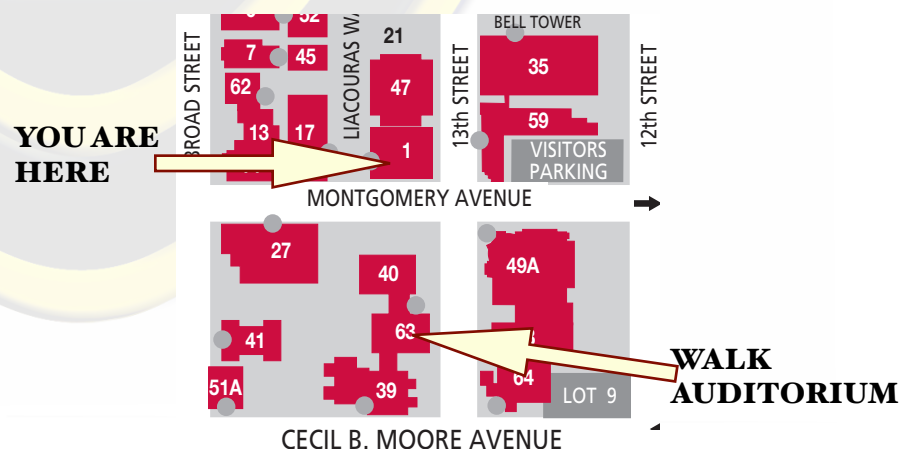 52
BELL TOWER
7
45
21
35
62
47
BROAD STREET
LIACOURAS
13th STREET
12th STREET
13
17
1
59
YOU ARE
HERE
VISITORS
PARKING
MONTGOMERY AVENUE
27
40
49A
41
63
51A
39
64
LOT 9
WALK
AUDITORIUM
CECIL B. MOORE AVENUE